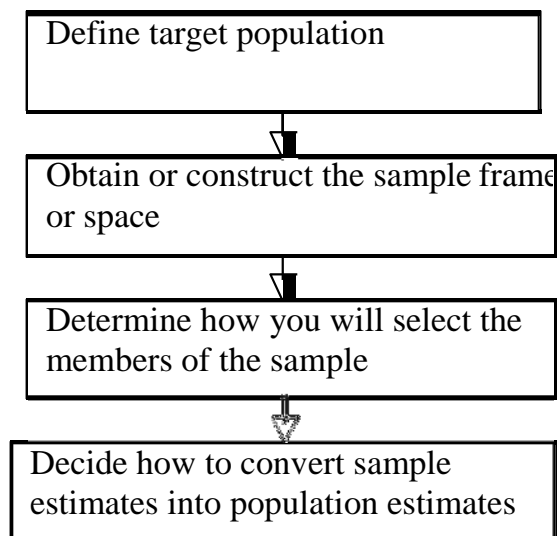 Define target population
Obtain or construct the sample frame
or space
Determine how you will select the
members of the sample
Decide how to convert sample
estimates into population estimates